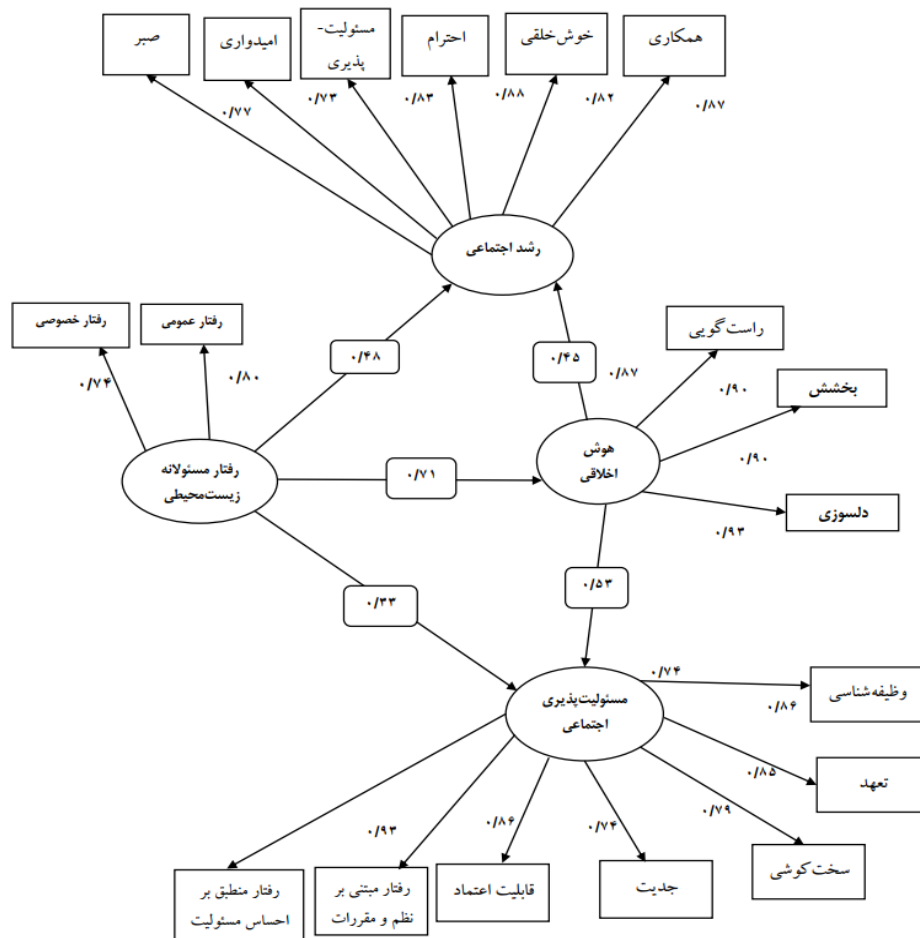 صبر
امیدواری
مسئولیت-
پذیری
احترام
خوش‌خلقی
همکاری
۰/۷۷
۰/۷۳
۰/۸۳
۰/۸۸
۰/۸۲
۰/۸۷
رشد اجتماعی
رفتار خصوصی
رفتار عمومی
راست‌گویی
۰/۷۴
۰/۸۰
۰/۴۸
۰/۴۵
۰/۸۷
۰/۹۰
بخشش
رفتار مسئولانه
زیست‌محیطی
۰/۷۱
هوش
اخلاقی
۰/۹۰
دلسوزی
۰/۹۳
۰/۳۳
۰/۵۳
مسئولیت‌پذیری
اجتماعی
۰/۷۴
وظیفه‌شناسی
۰/۸۶
۰/۸۵
تعهد
۰/۷۹
۰/۹۳
۰/۸۶
۰/۷۴
سخت‌کوشی
جدیت
قابلیت اعتماد
رفتار مبتنی بر
نظم و مقررات
رفتار منطبق بر
احساس مسئولیت